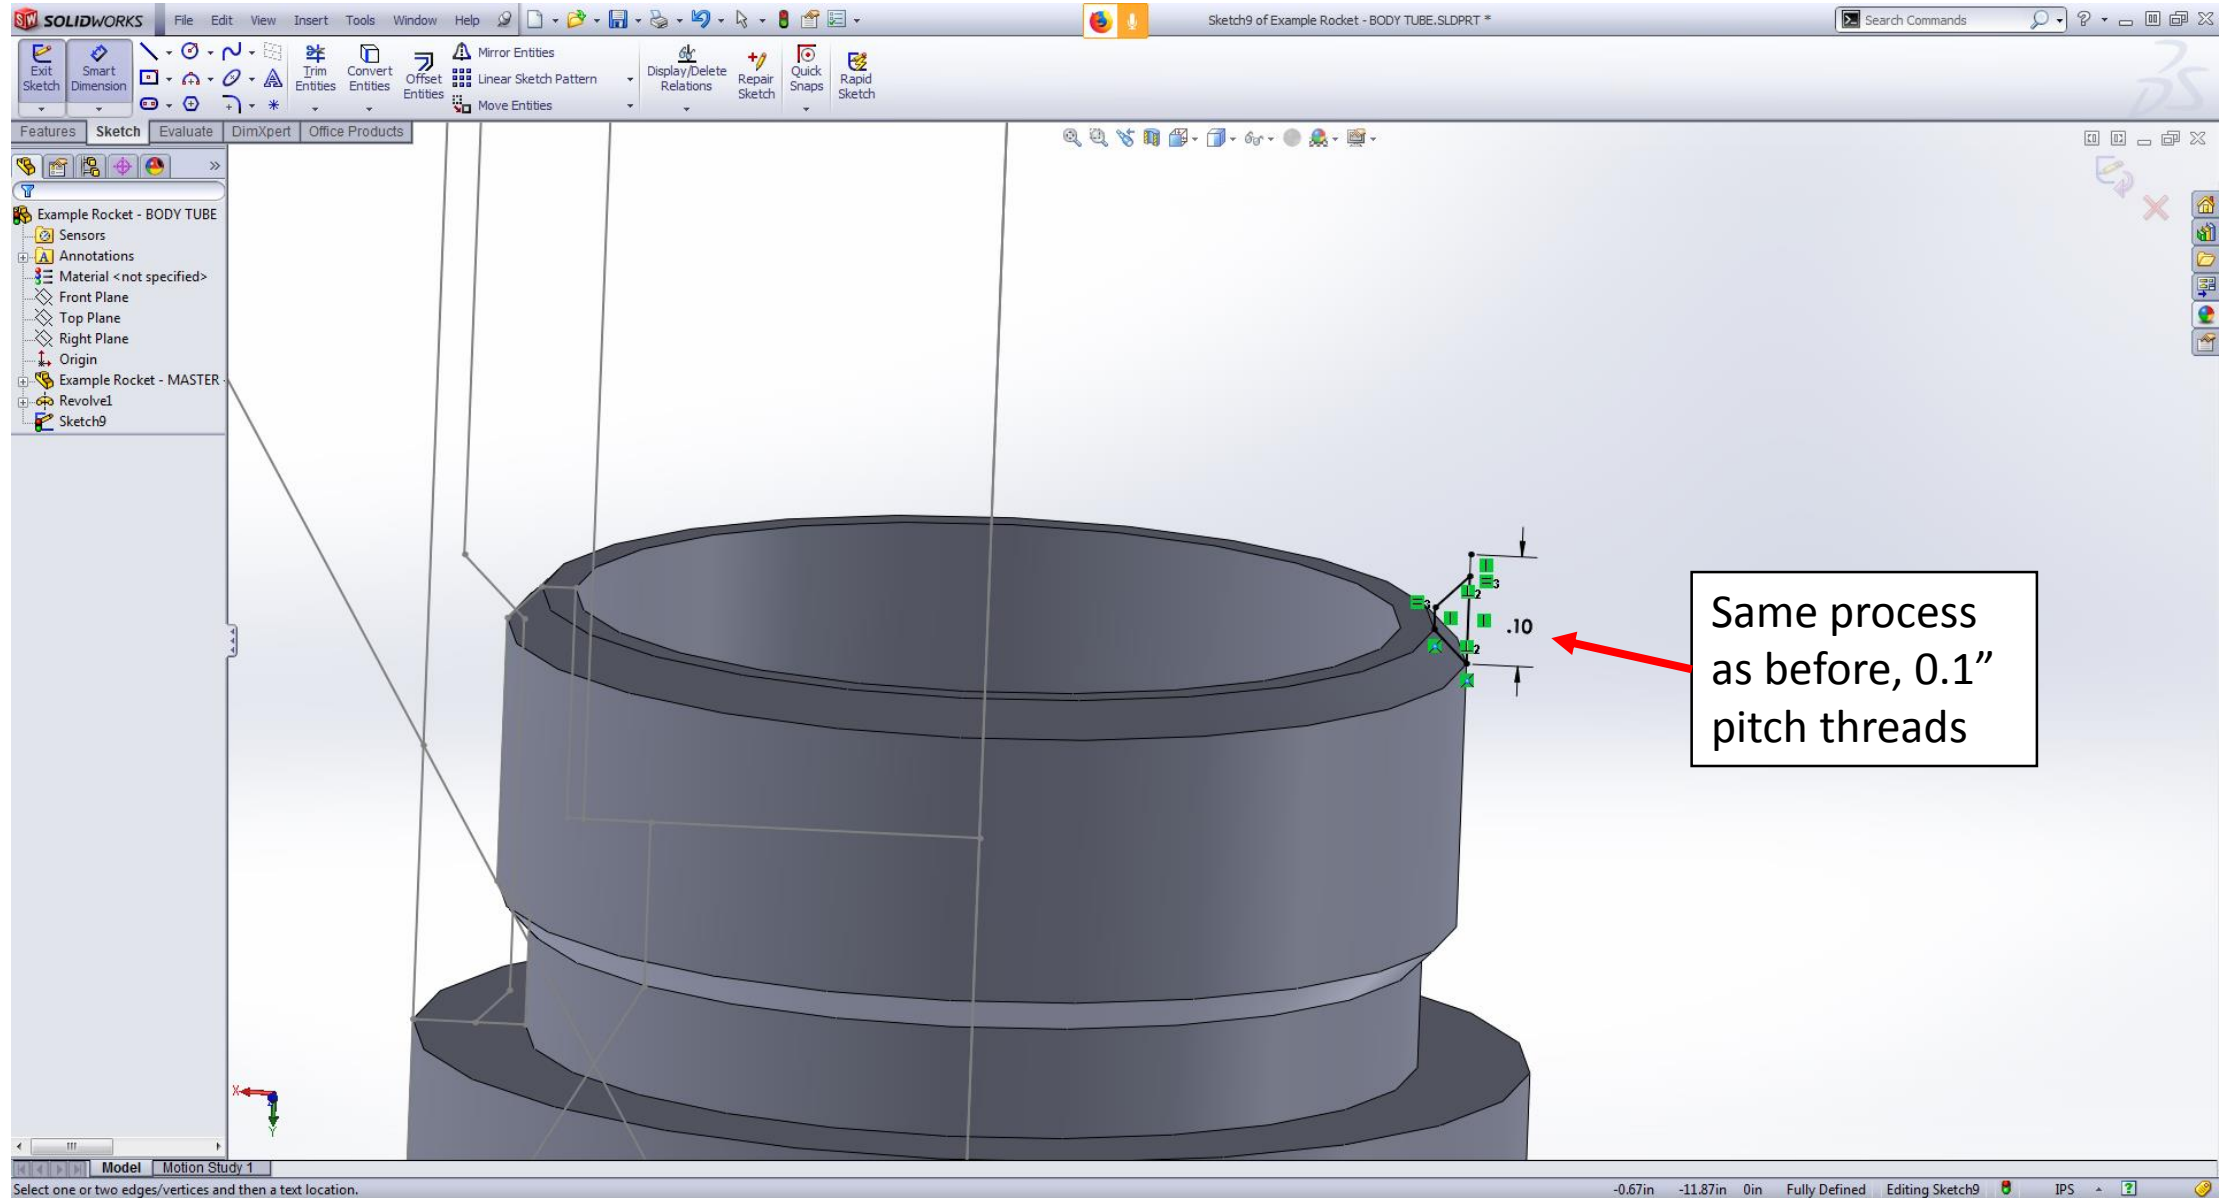 SOLIDWORKS File Edit View Insert Tools Window Help Sketch9 of Example Rocket - BODY TUBE.SLDPRT * Search Commands
Exit Sketch
Smart Dimension
Trim Entities
Convert Entities
Offset Entities
Mirror Entities
Linear Sketch Pattern
Move Entities
Display/Delete Relations
Repair Sketch
Quick Snaps
Rapid Sketch
Features Sketch Evaluate DimXpert Office Products
Example Rocket - BODY TUBE
Sensors
Annotations
Material <not specified>
Front Plane
Top Plane
Right Plane
Origin
Example Rocket - MASTER -
Revolve1
Sketch9
3
2
3
.10
2
Same process
as before, 0.1”
pitch threads
X
Y
Model Motion Study 1
Select one or two edges/vertices and then a text location. -0.67in -11.87in 0in Fully Defined Editing Sketch9 IPS